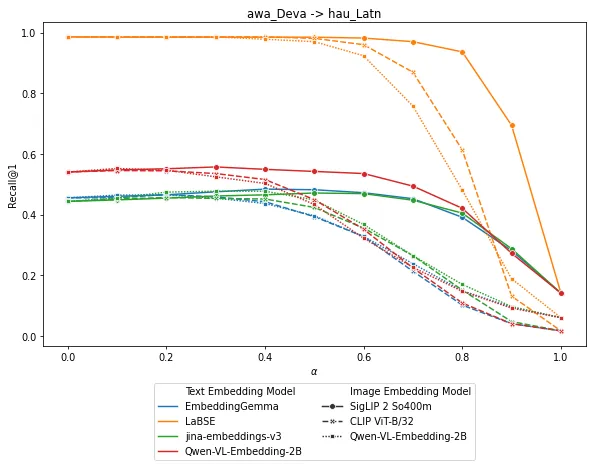 awa_Deva -> hau_Latn
1.0
0.8
0.6
0.4
0.2
0.0
Recall@1
0.0 0.2 0.4 0.6 0.8 1.0
α
Text Embedding Model
EmbeddingGemma
LaBSE
jina-embeddings-v3
Qwen-VL-Embedding-2B
Image Embedding Model
SigLIP 2 So400m
CLIP ViT-B/32
Qwen-VL-Embedding-2B